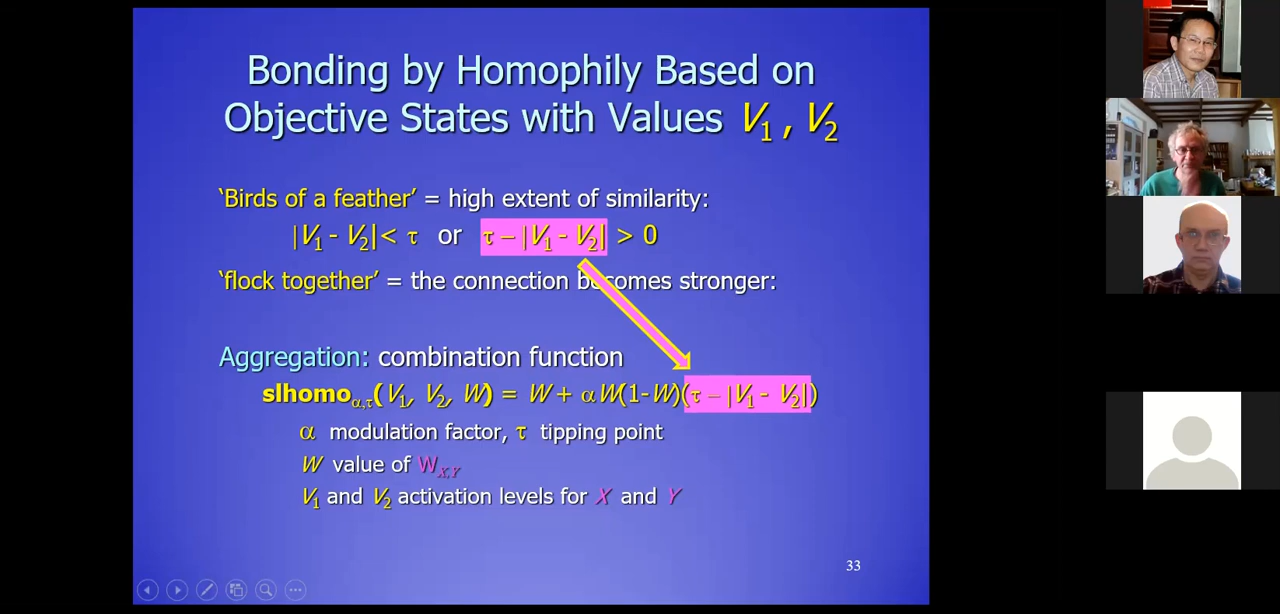 Bonding by Homophily Based on
Objective States with Values V₁ , V₂
‘Birds of a feather’ = high extent of similarity:
|V₁ - V₂|< τ or τ – |V₁ - V₂| > 0
‘flock together’ = the connection becomes stronger:
Aggregation: combination function
slhomo_α,τ(V₁, V₂, W) = W + αW(1-W)(τ – |V₁ - V₂|)
α modulation factor, τ tipping point
W value of W_X,Y
V₁ and V₂ activation levels for X and Y
33